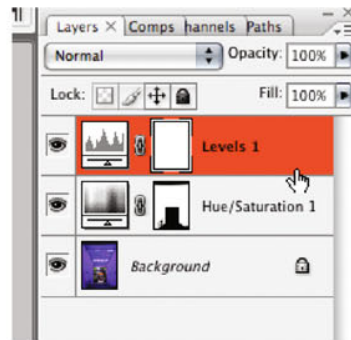 Layers × Comps hannels Paths
Normal Opacity: 100%
Lock: Fill: 100%
Levels 1
Hue/Saturation 1
Background